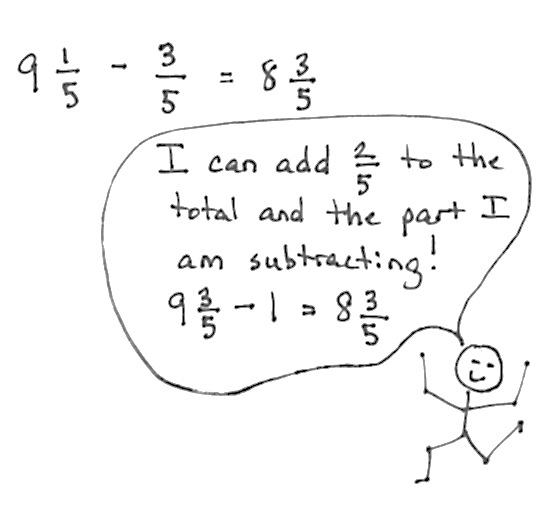 9 1/5 - 3/5 = 8 3/5
I can add 2/5 to the
total and the part I
am subtracting!
9 3/5 - 1 = 8 3/5